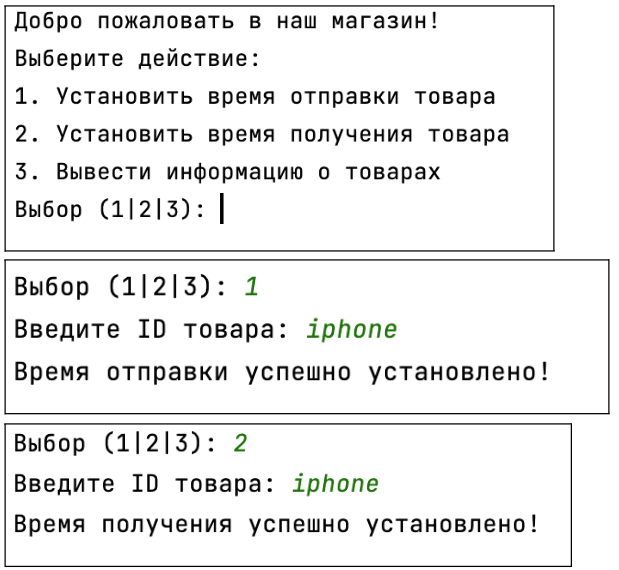 Добро пожаловать в наш магазин!
Выберите действие:
1. Установить время отправки товара
2. Установить время получения товара
3. Вывести информацию о товарах
Выбор (1|2|3):
Выбор (1|2|3): 1
Введите ID товара: iphone
Время отправки успешно установлено!
Выбор (1|2|3): 2
Введите ID товара: iphone
Время получения успешно установлено!